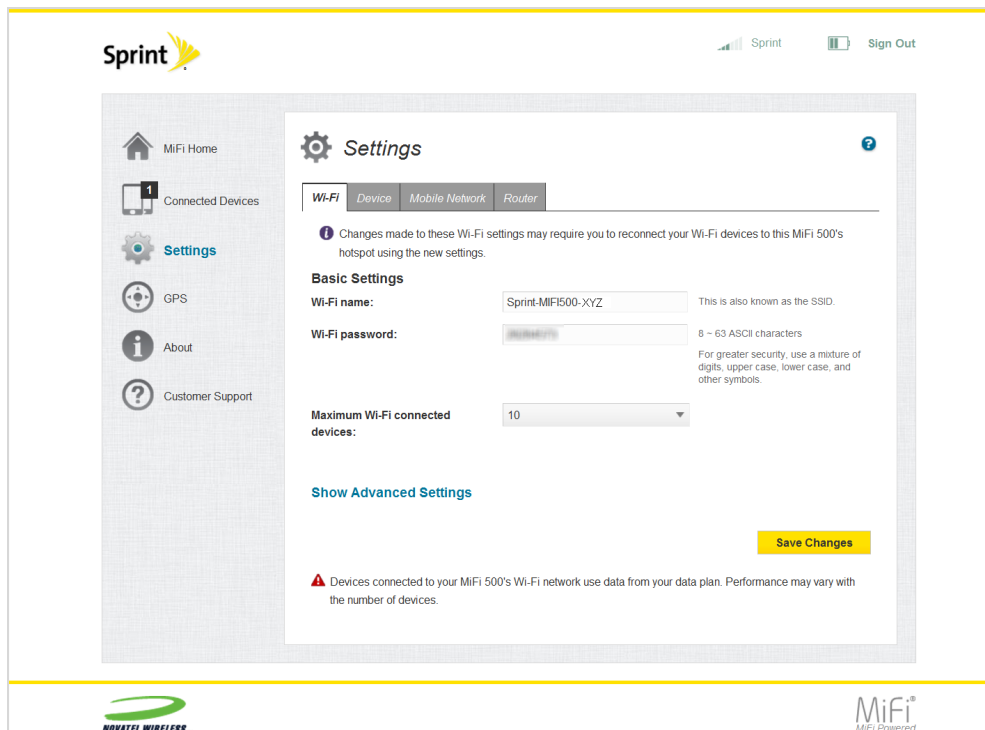 Sprint
Sprint
Sign Out
MiFi Home
1
Connected Devices
Settings
GPS
About
Customer Support
Settings
Wi-Fi
Device
Mobile Network
Router
Changes made to these Wi-Fi settings may require you to reconnect your Wi-Fi devices to this MiFi 500's
hotspot using the new settings.
Basic Settings
Wi-Fi name:
Sprint-MIFI500-XYZ
This is also known as the SSID.
Wi-Fi password:
8 ~ 63 ASCII characters
For greater security, use a mixture of
digits, upper case, lower case, and
other symbols.
Maximum Wi-Fi connected
devices:
10
Show Advanced Settings
Save Changes
Devices connected to your MiFi 500's Wi-Fi network use data from your data plan. Performance may vary with
the number of devices.
NOVATEL WIRELESS
MiFi®
MiFi Powered